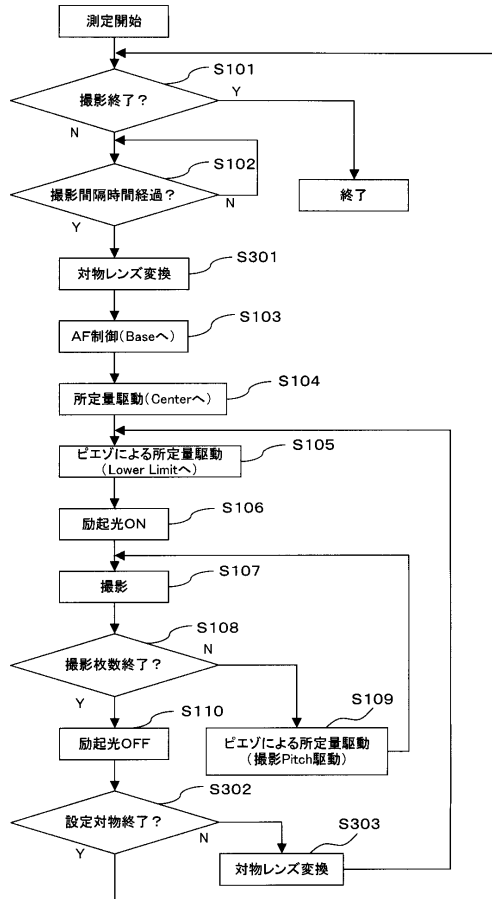 測定開始
S101
撮影終了?
Y
N
S102
撮影間隔時間経過?
N
Y
終了
S301
対物レンズ変換
S103
AF制御(Baseへ)
S104
所定量駆動(Centerへ)
S105
ピエゾによる所定量駆動
(Lower Limitへ)
S106
励起光ON
S107
撮影
S108
撮影枚数終了?
N
Y
S110
励起光OFF
S109
ピエゾによる所定量駆動
(撮影Pitch駆動)
S302
設定対物終了?
N
Y
S303
対物レンズ変換